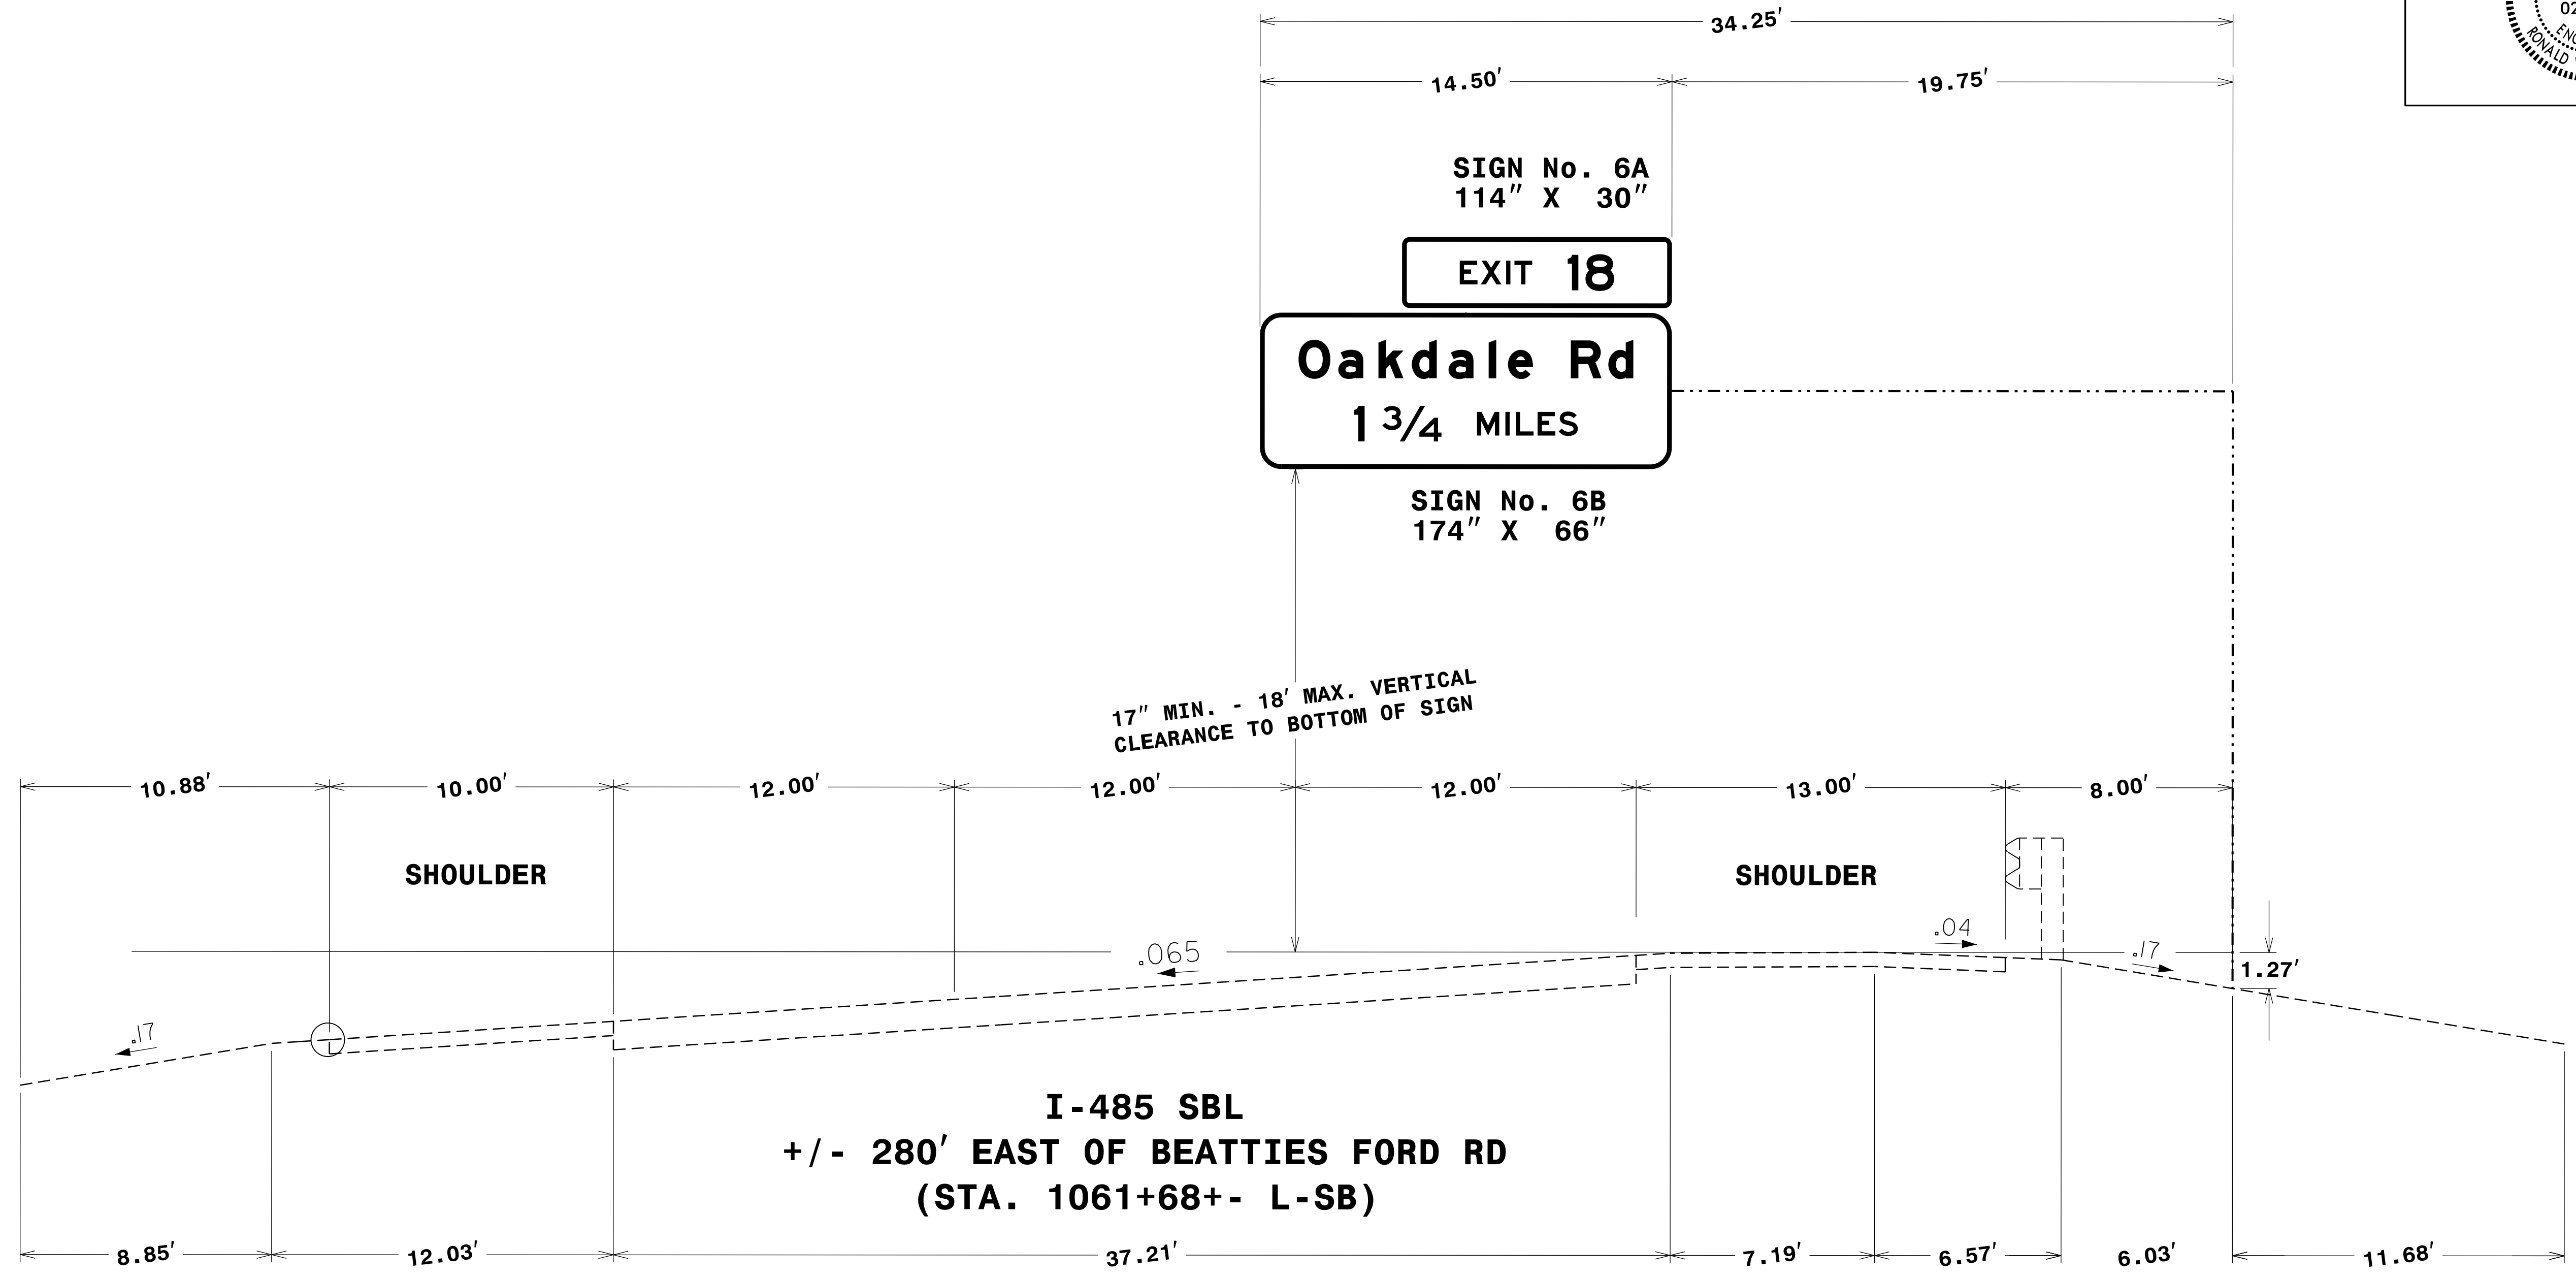 34.25′
14.50′ 19.75′
SIGN No. 6A
114″ X 30″
EXIT 18
Oakdale Rd
1 3/4 MILES
SIGN No. 6B
174″ X 66″
17″ MIN. - 18′ MAX. VERTICAL
CLEARANCE TO BOTTOM OF SIGN
10.88′ 10.00′ 12.00′ 12.00′ 12.00′ 13.00′ 8.00′
SHOULDER SHOULDER
.17 .065 .04 .17 1.27′
I-485 SBL
+/- 280′ EAST OF BEATTIES FORD RD
(STA. 1061+68+- L-SB)
8.85′ 12.03′ 37.21′ 7.19′ 6.57′ 6.03′ 11.68′
RONALD